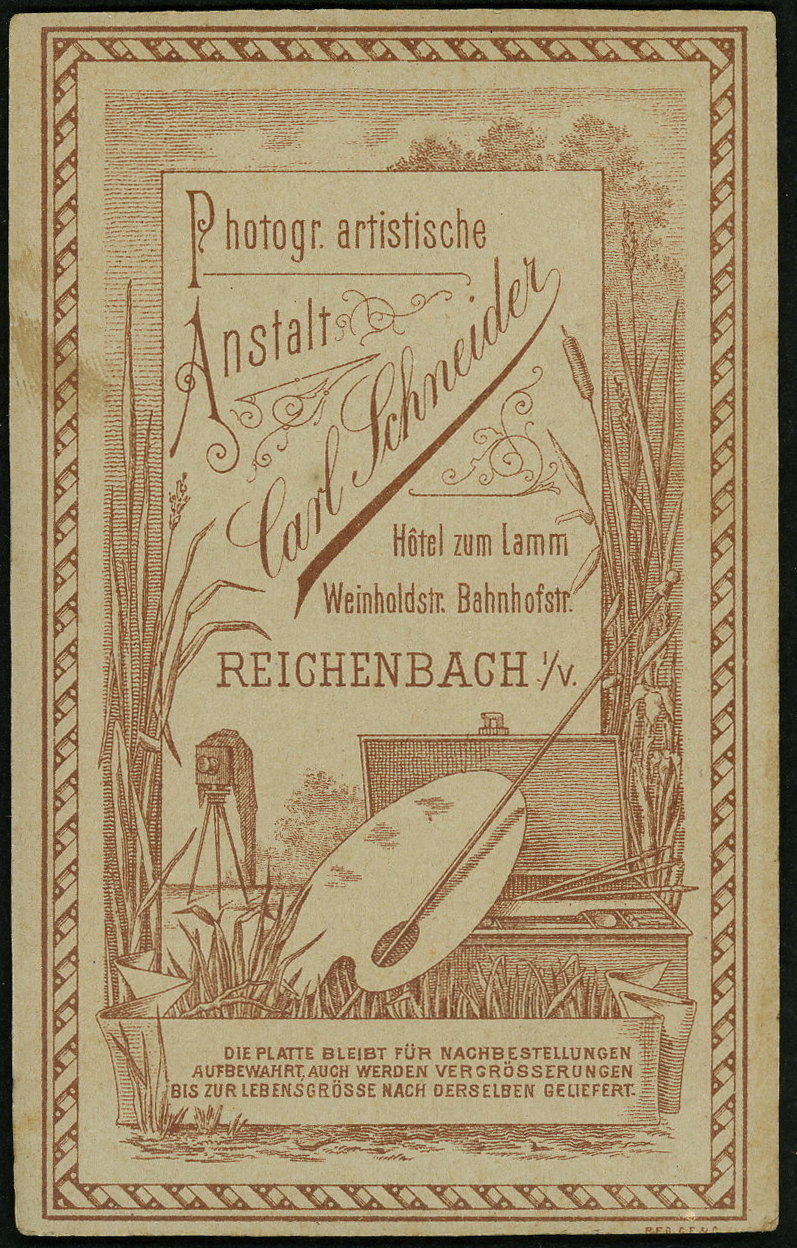 Photogr. artistische
Anstalt
Carl Schneider
Hôtel zum Lamm
Weinholdstr. Bahnhofstr.
REICHENBACH i/V.
DIE PLATTE BLEIBT FÜR NACHBESTELLUNGEN
AUFBEWAHRT, AUCH WERDEN VERGRÖSSERUNGEN
BIS ZUR LEBENSGRÖSSE NACH DERSELBEN GELIEFERT.